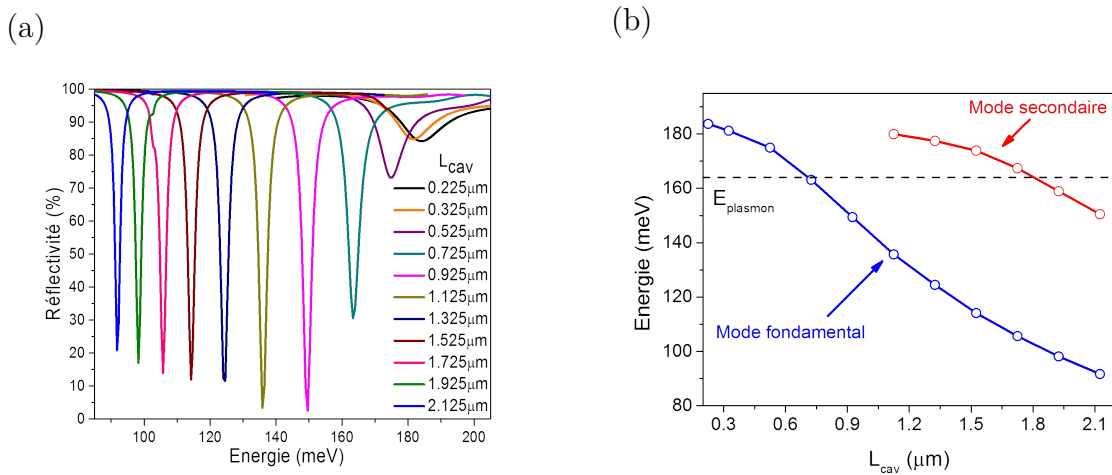 (a)
(b)
100
90
80
70
60
50
40
30
20
10
0
Réflectivité (%)
100
120
140
160
180
200
Energie (meV)
L_cav
0.225µm
0.325µm
0.525µm
0.725µm
0.925µm
1.125µm
1.325µm
1.525µm
1.725µm
1.925µm
2.125µm
180
160
140
120
100
80
Energie (meV)
Mode secondaire
E_plasmon
Mode fondamental
0.3
0.6
0.9
1.2
1.5
1.8
2.1
L_cav (µm)